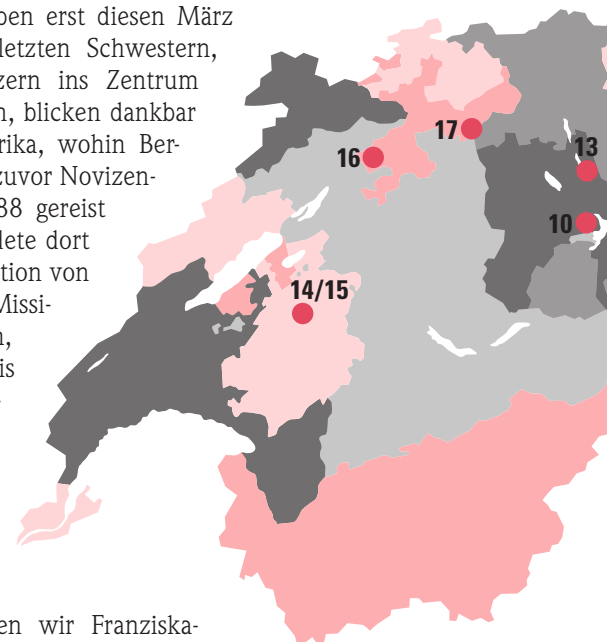 ben erst diesen März
letzten Schwestern,
zern ins Zentrum
n, blicken dankbar
rika, wohin Ber-
zuvor Novizen-
88 gereist
lete dort
tion von
Missi-
n,
is
-
en wir Franziska-
17
16
13
10
14/15